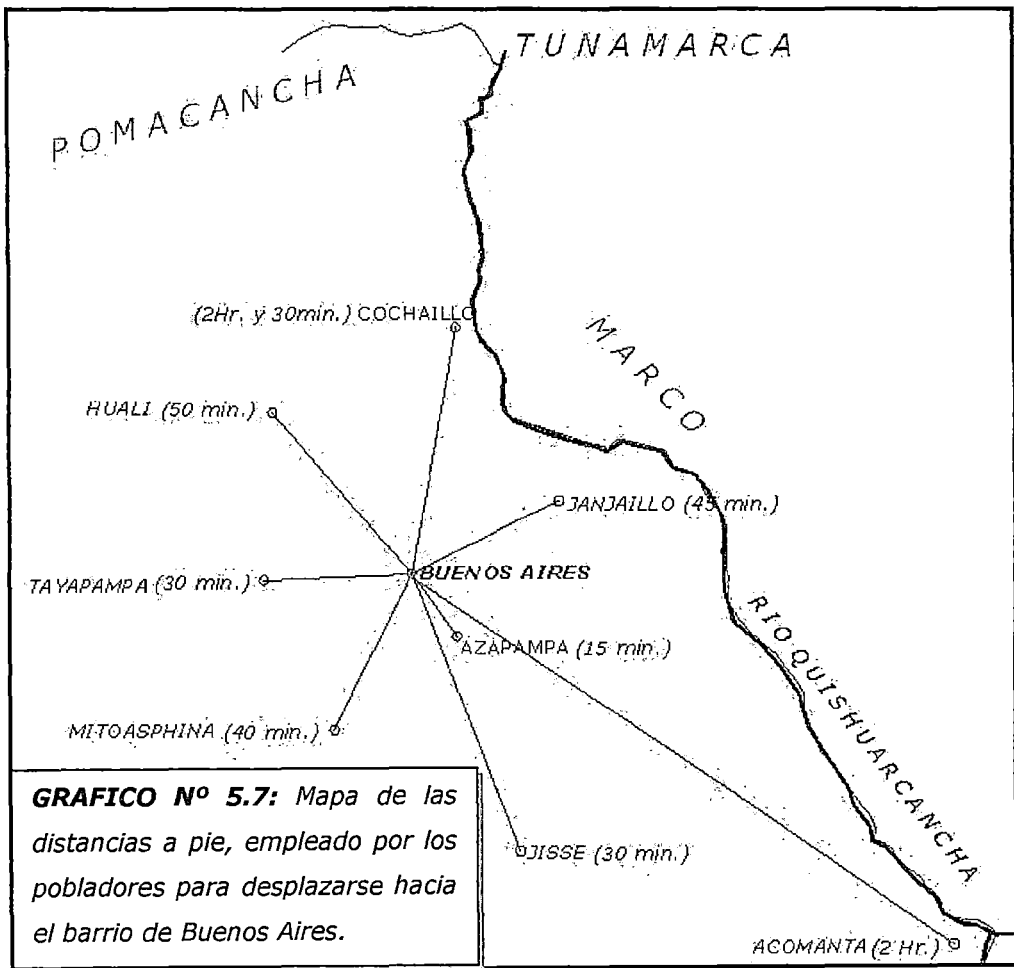 TUNAMARCA
POMACANCHA
(2Hr. y 30min.) COCHAILLO
MARCO
HUALI (50 min.)
JANJAILLO (45 min.)
BUENOS AIRES
TAYAPAMPA (30 min.)
RIO QUISHUARCANCHA
AZAPAMPA (15 min.)
MITOASPHINA (40 min.)
GRAFICO Nº 5.7: Mapa de las
distancias a pie, empleado por los
pobladores para desplazarse hacia
el barrio de Buenos Aires.
JISSE (30 min.)
ACOMANTA (2 Hr.)